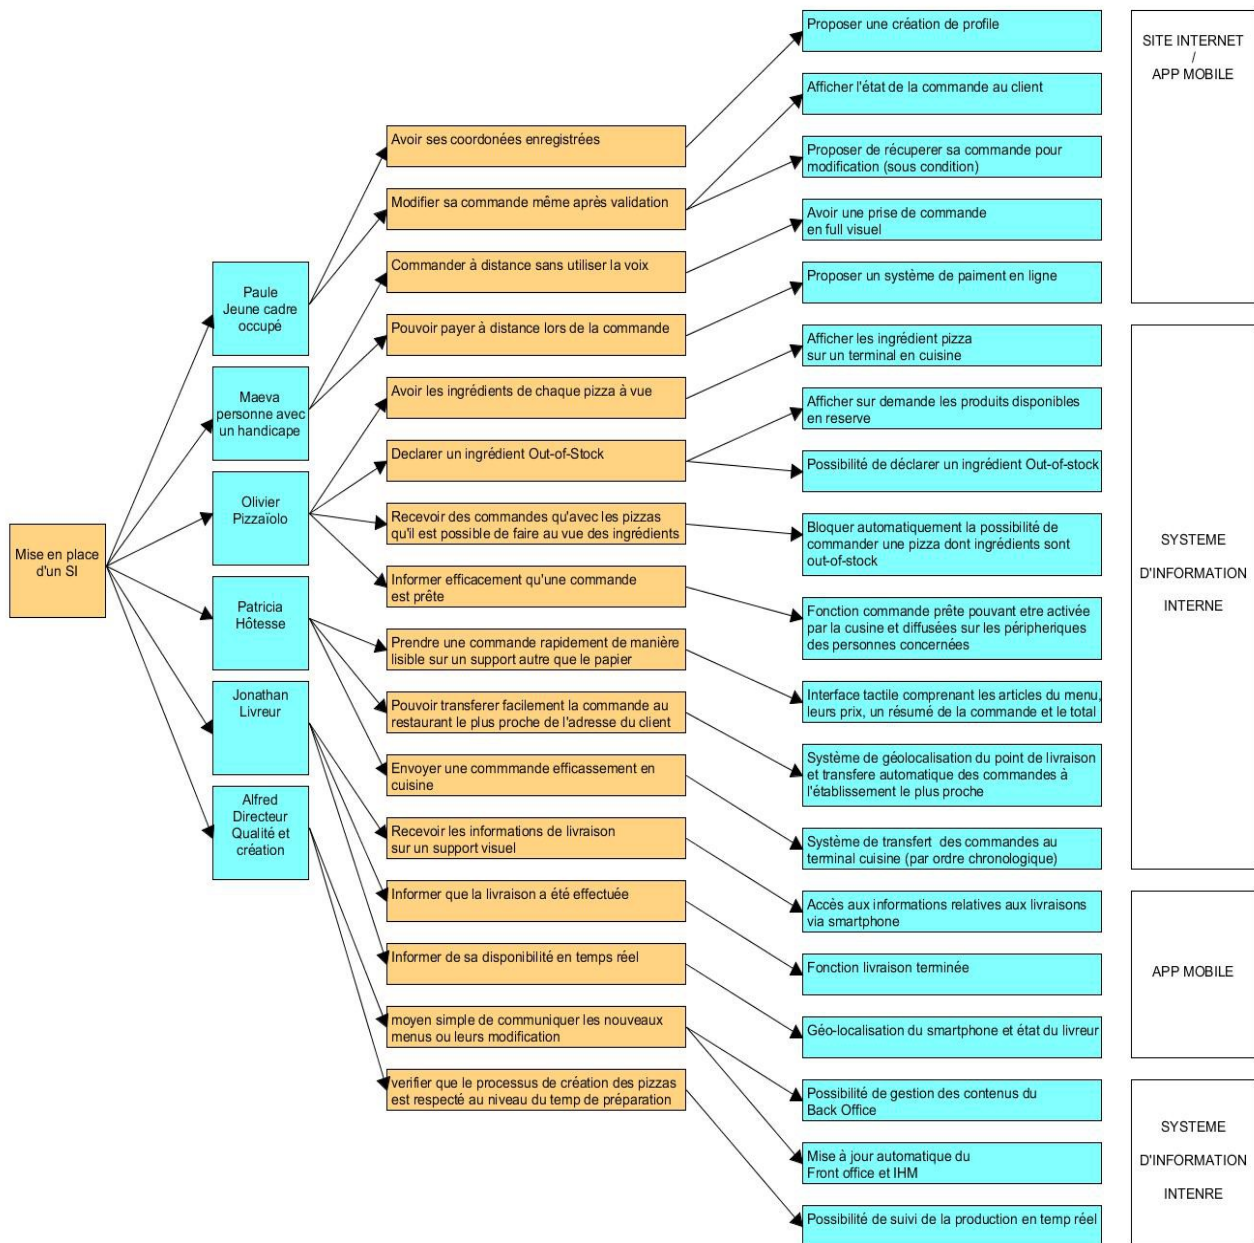 Mise en place
d'un SI
Paule
Jeune cadre
occupé
Maeva
personne avec
un handicape
Olivier
Pizzaïolo
Patricia
Hôtesse
Jonathan
Livreur
Alfred
Directeur
Qualité et
création
Avoir ses coordonées enregistrées
Modifier sa commande même après validation
Commander à distance sans utiliser la voix
Pouvoir payer à distance lors de la commande
Avoir les ingrédients de chaque pizza à vue
Declarer un ingrédient Out-of-Stock
Recevoir des commandes qu'avec les pizzas
qu'il est possible de faire au vue des ingrédients
Informer efficacement qu'une commande
est prête
Prendre une commande rapidement de manière
lisible sur un support autre que le papier
Pouvoir transferer facilement la commande au
restaurant le plus proche de l'adresse du client
Envoyer une commmande efficassement en
cuisine
Recevoir les informations de livraison
sur un support visuel
Informer que la livraison a été effectuée
Informer de sa disponibilité en temps réel
moyen simple de communiquer les nouveaux
menus ou leurs modification
verifier que le processus de création des pizzas
est respecté au niveau du temp de préparation
Proposer une création de profile
Afficher l'état de la commande au client
Proposer de récuperer sa commande pour
modification (sous condition)
Avoir une prise de commande
en full visuel
Proposer un système de paiment en ligne
Afficher les ingrédient pizza
sur un terminal en cuisine
Afficher sur demande les produits disponibles
en reserve
Possibilité de déclarer un ingrédient Out-of-stock
Bloquer automatiquement la possibilité de
commander une pizza dont ingrédients sont
out-of-stock
Fonction commande prête pouvant etre activée
par la cusine et diffusées sur les péripheriques
des personnes concernées
Interface tactile comprenant les articles du menu,
leurs prix, un résumé de la commande et le total
Système de géolocalisation du point de livraison
et transfere automatique des commandes à
l'établissement le plus proche
Système de transfert des commandes au
terminal cuisine (par ordre chronologique)
Accès aux informations relatives aux livraisons
via smartphone
Fonction livraison terminée
Géo-localisation du smartphone et état du livreur
Possibilité de gestion des contenus du
Back Office
Mise à jour automatique du
Front office et IHM
Possibilité de suivi de la production en temp réel
SITE INTERNET
/
APP MOBILE
SYSTEME
D'INFORMATION
INTERNE
APP MOBILE
SYSTEME
D'INFORMATION
INTENRE